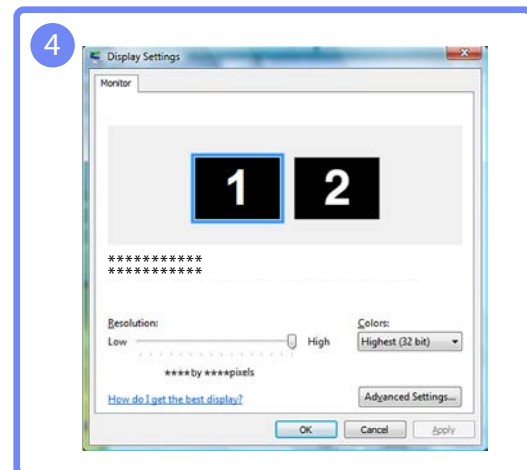 4
Display Settings
Monitor
1 2
***********
***********
Resolution:
Low High
****by ****pixels
Colors:
Highest (32 bit)
How do I get the best display?
Advanced Settings...
OK Cancel Apply